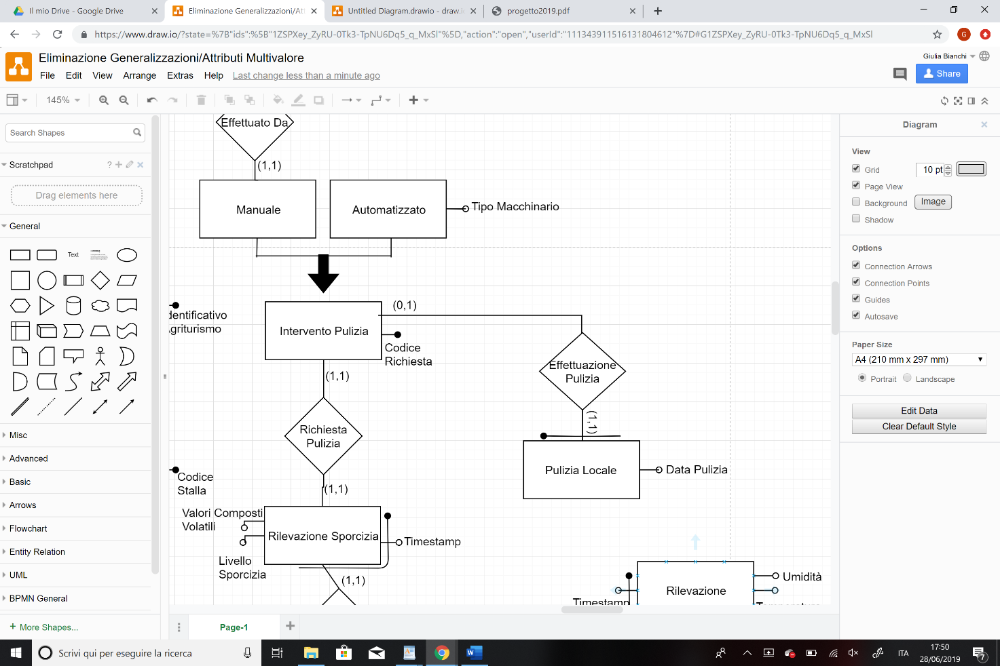 Il mio Drive - Google Drive
Eliminazione Generalizzazioni/Att
Untitled Diagram.drawio - draw.i
progetto2019.pdf
https://www.draw.io/?state=%7B"ids":%5B"1ZSPXey_ZyRU-0Tk3-TpNU6Dq5_q_MxSl"%5D,"action":"open","userId":"111343911516131804612"%7D#G1ZSPXey_ZyRU-0Tk3-TpNU6Dq5_q_MxSl
G
Eliminazione Generalizzazioni/Attributi Multivalore
Giulia Bianchi
File Edit View Arrange Extras Help Last change less than a minute ago
Share
145%
Search Shapes
Scratchpad
?
Drag elements here
General
Text
Misc
Advanced
Basic
Arrows
Flowchart
Entity Relation
UML
BPMN General
+ More Shapes...
Effettuato Da
(1,1)
Manuale
Automatizzato
Tipo Macchinario
dentificativo
griturismo
Intervento Pulizia
(0,1)
Codice
Richiesta
(1,1)
Effettuazione
Pulizia
(1,1)
Richiesta
Pulizia
(1,1)
Codice
Stalla
Pulizia Locale
Data Pulizia
Valori Composti
Volatili
Rilevazione Sporcizia
Timestamp
Livello
Sporcizia
(1,1)
Rilevazione
Umidità
Timestamp
Page-1
Diagram
View
Grid
10 pt
Page View
Background
Image
Shadow
Options
Connection Arrows
Connection Points
Guides
Autosave
Paper Size
A4 (210 mm x 297 mm)
Portrait Landscape
Edit Data
Clear Default Style
Scrivi qui per eseguire la ricerca
W
ITA
17:50
28/06/2019
7